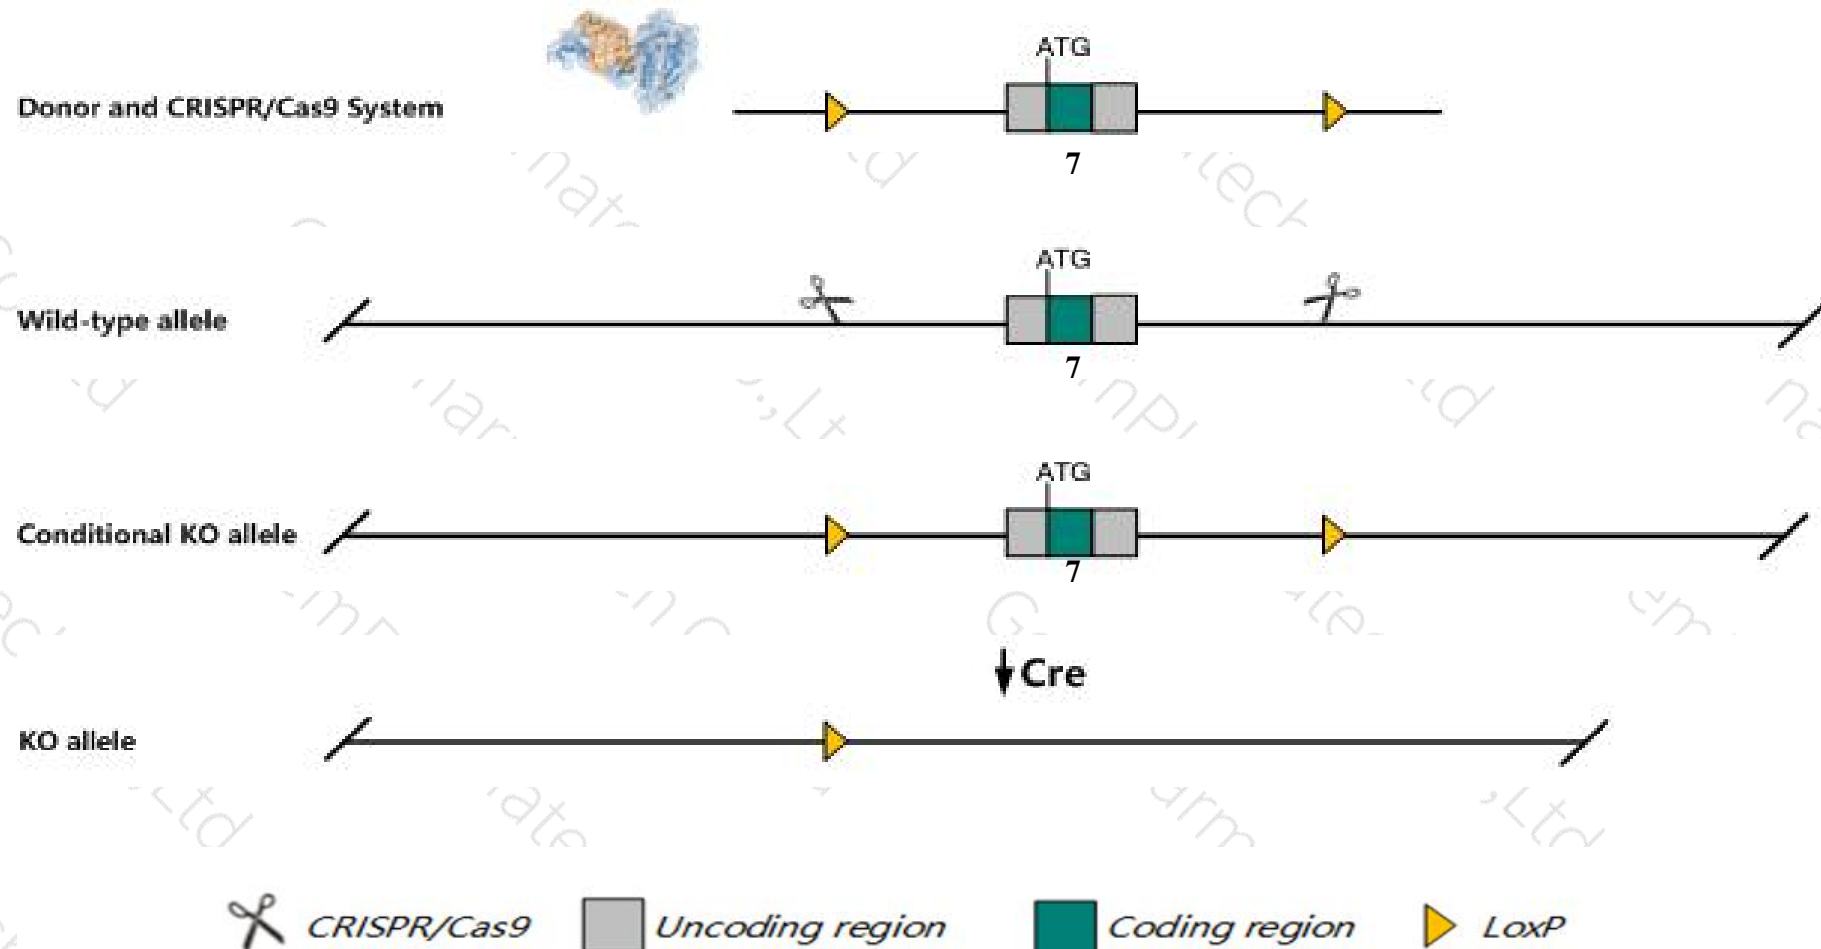 ATG
Donor and CRISPR/Cas9 System
7
ATG
Wild-type allele
7
ATG
Conditional KO allele
7
Cre
KO allele
CRISPR/Cas9
Uncoding region
Coding region
LoxP